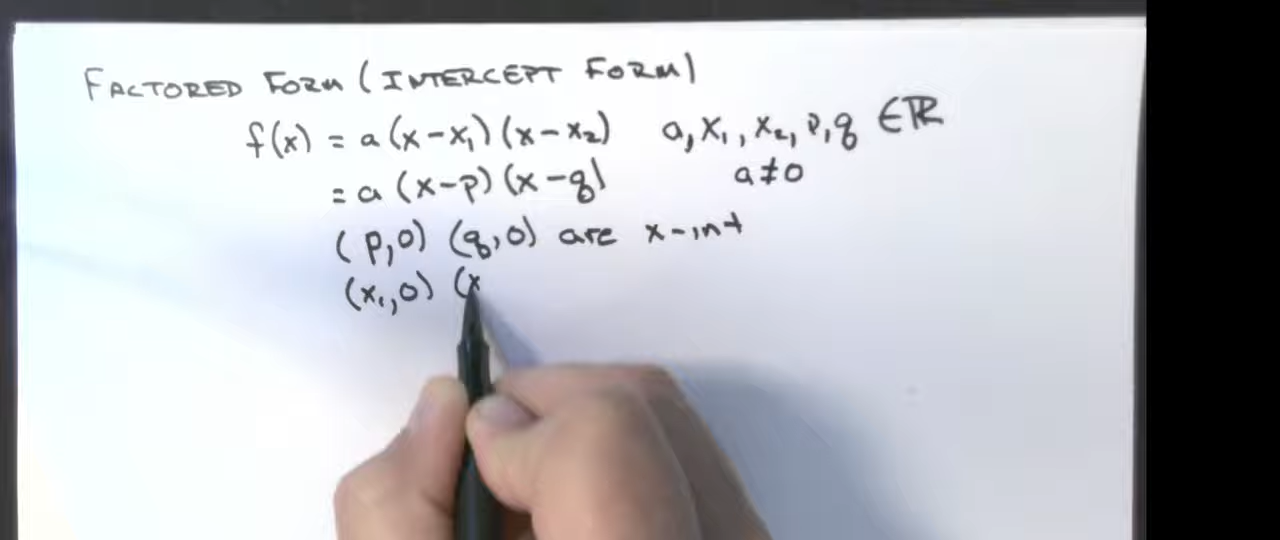 FACTORED FORM (INTERCEPT FORM)
f(x) = a(x-x₁)(x-x₂) a, x₁, x₂, p, q ∈ ℝ
= a(x-p)(x-q) a≠0
(p,0) (q,0) are x-int
(x₁,0) (x